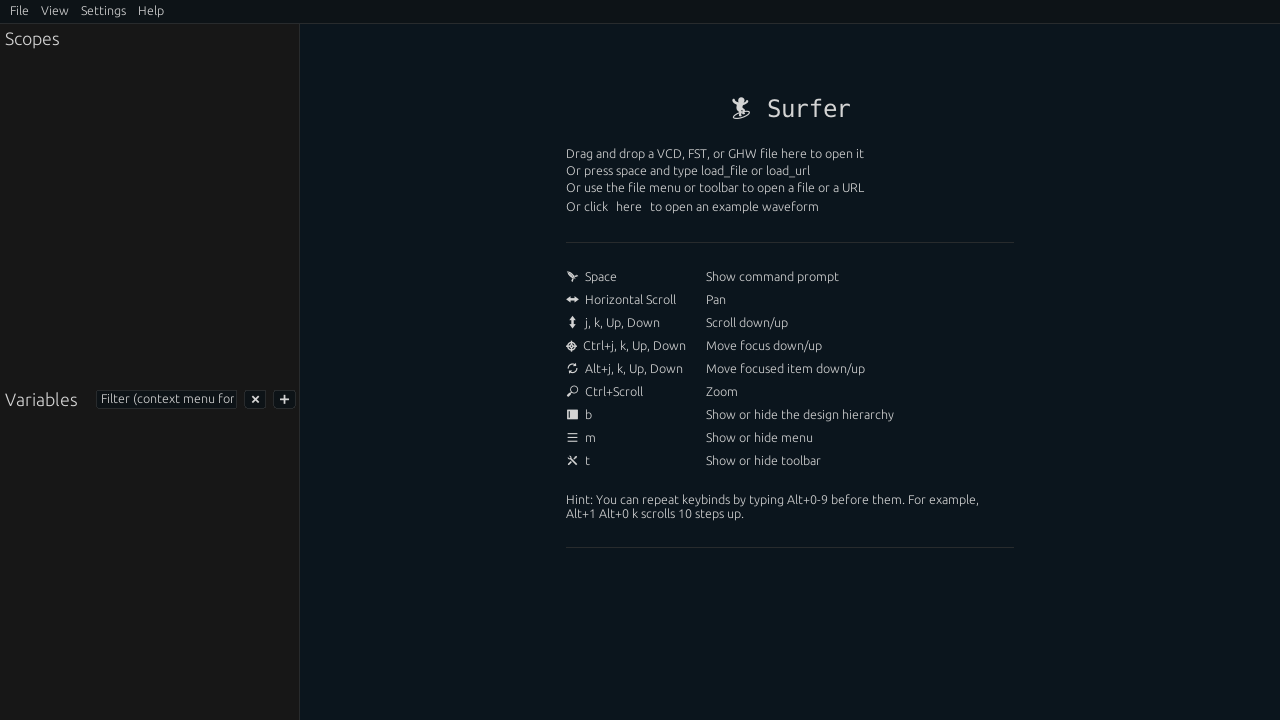 File View Settings Help
Scopes
Variables Filter (context menu for
Surfer
Drag and drop a VCD, FST, or GHW file here to open it
Or press space and type load_file or load_url
Or use the file menu or toolbar to open a file or a URL
Or click here to open an example waveform
Space Show command prompt
Horizontal Scroll Pan
j, k, Up, Down Scroll down/up
Ctrl+j, k, Up, Down Move focus down/up
Alt+j, k, Up, Down Move focused item down/up
Ctrl+Scroll Zoom
b Show or hide the design hierarchy
m Show or hide menu
t Show or hide toolbar
Hint: You can repeat keybinds by typing Alt+0-9 before them. For example,
Alt+1 Alt+0 k scrolls 10 steps up.